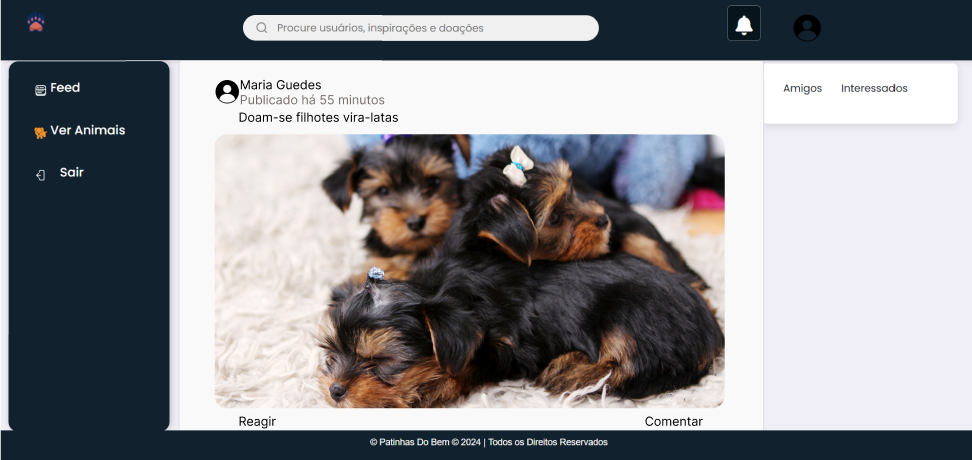 Procure usuários, inspirações e doações
Feed
Ver Animais
Sair
Maria Guedes
Publicado há 55 minutos
Doam-se filhotes vira-latas
Reagir
Comentar
Amigos
Interessados
© Patinhas Do Bem © 2024 | Todos os Direitos Reservados